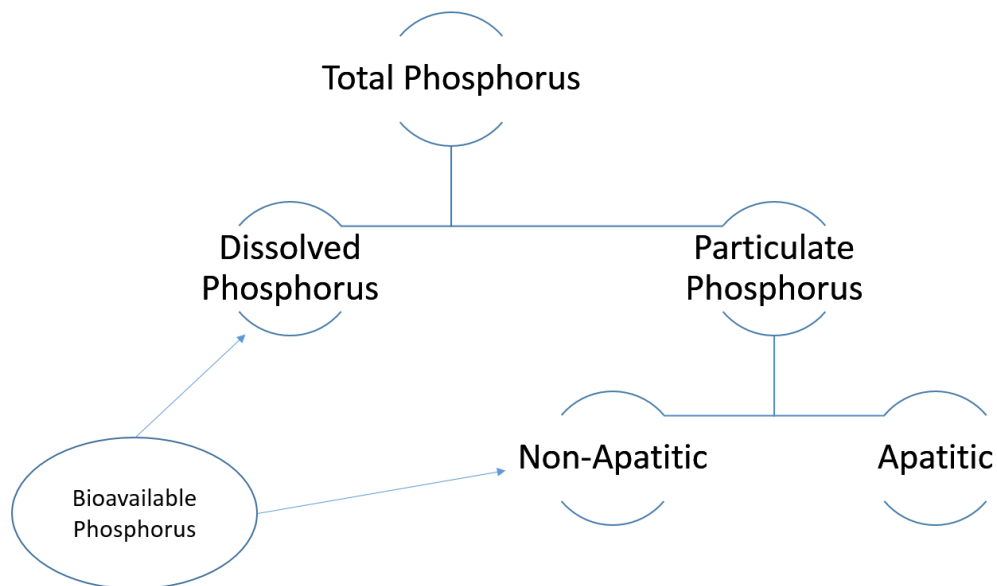 Total Phosphorus
Dissolved
Phosphorus
Particulate
Phosphorus
Non-Apatitic
Apatitic
Bioavailable
Phosphorus